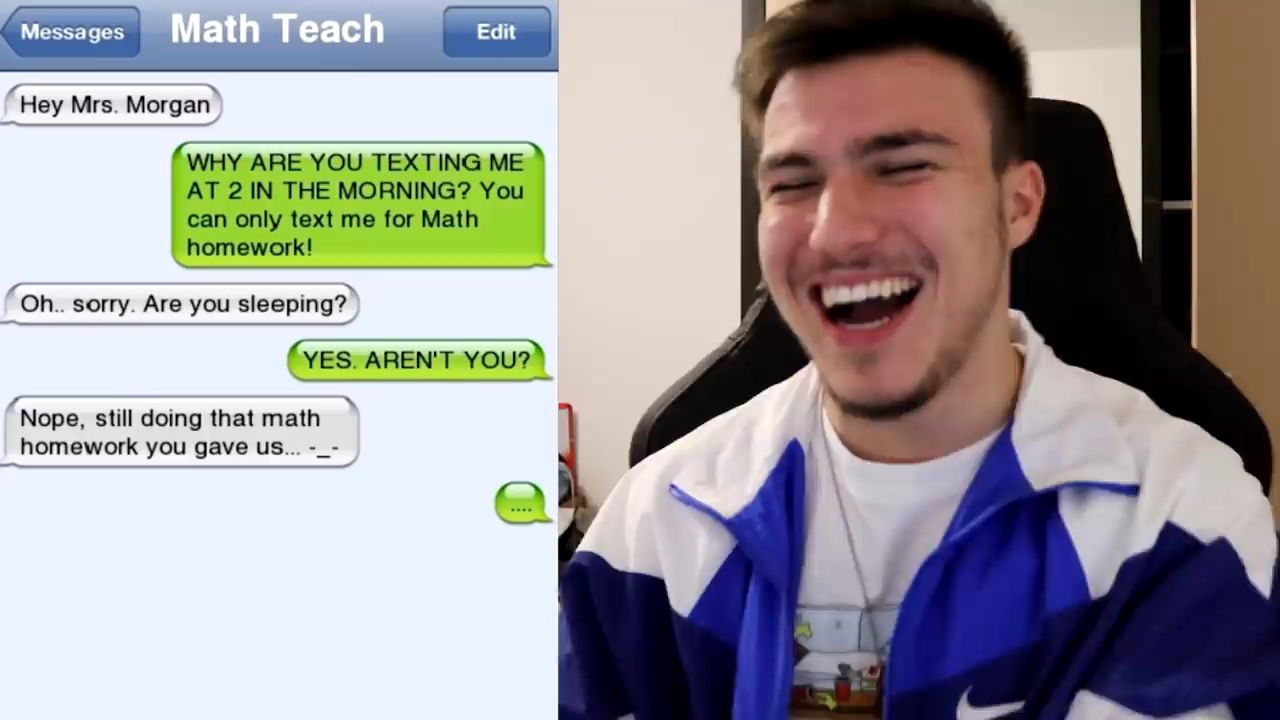 Messages
Math Teach
Edit
Hey Mrs. Morgan
WHY ARE YOU TEXTING ME
AT 2 IN THE MORNING? You
can only text me for Math
homework!
Oh.. sorry. Are you sleeping?
YES. AREN'T YOU?
Nope, still doing that math
homework you gave us... -_-
....